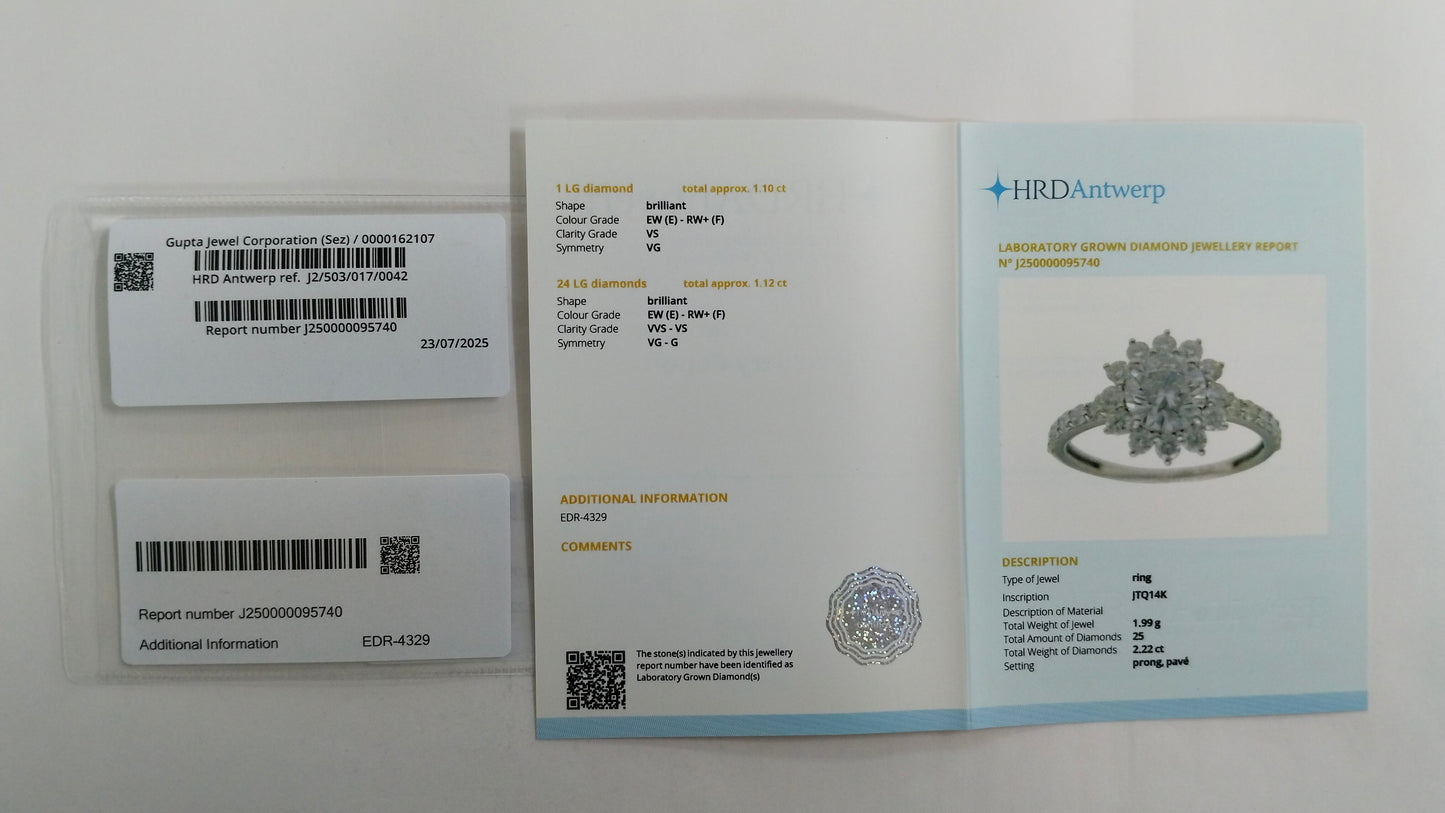 Gupta Jewel Corporation (Sez) / 0000162107
HRD Antwerp ref. J2/503/017/0042
Report number J250000095740
23/07/2025
Report number J250000095740
Additional Information EDR-4329
1 LG diamond total approx. 1.10 ct
Shape brilliant
Colour Grade EW (E) - RW+ (F)
Clarity Grade VS
Symmetry VG
24 LG diamonds total approx. 1.12 ct
Shape brilliant
Colour Grade EW (E) - RW+ (F)
Clarity Grade VVS - VS
Symmetry VG - G
ADDITIONAL INFORMATION
EDR-4329
COMMENTS
The stone(s) indicated by this jewellery
report number have been identified as
Laboratory Grown Diamond(s)
HRDAntwerp
LABORATORY GROWN DIAMOND JEWELLERY REPORT
N° J250000095740
DESCRIPTION
Type of Jewel ring
Inscription JTQ14K
Description of Material
Total Weight of Jewel 1.99 g
Total Amount of Diamonds 25
Total Weight of Diamonds 2.22 ct
Setting prong, pavé